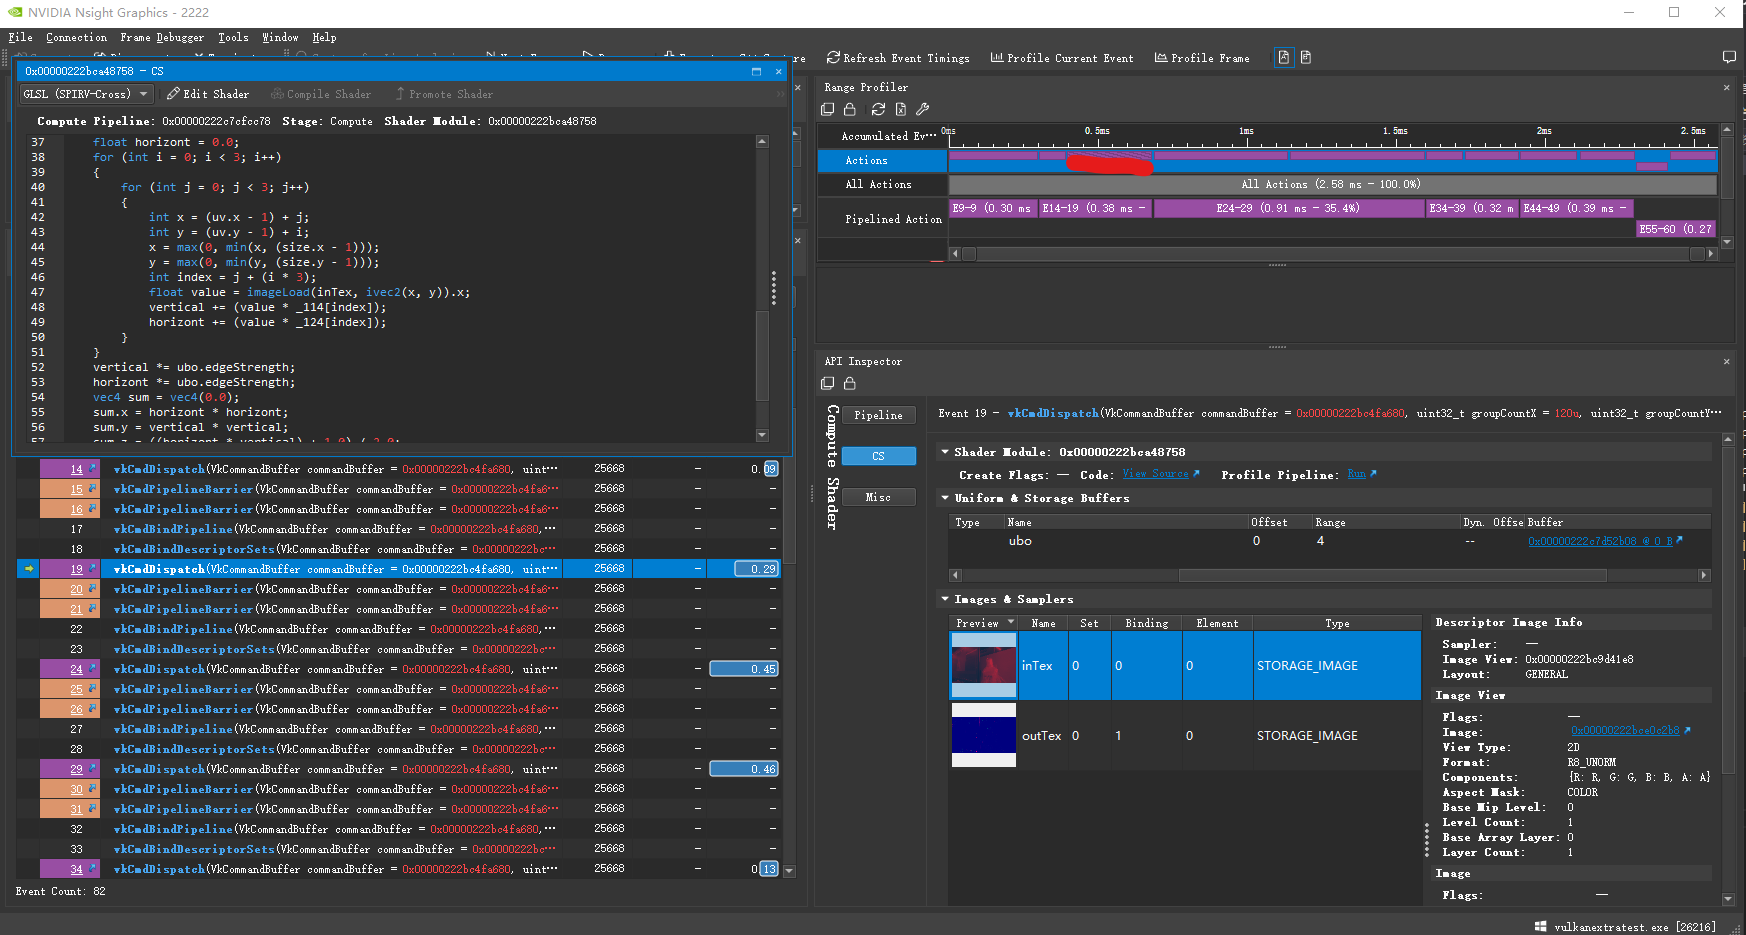 NVIDIA Nsight Graphics - 2222
File Connection Frame Debugger Tools Window Help
Refresh Event Timings Profile Current Event Profile Frame
0x00000222bca48758 - CS
GLSL (SPIRV-Cross) Edit Shader Compile Shader Promote Shader
Compute Pipeline: 0x00000222c7cfcc78 Stage: Compute Shader Module: 0x00000222bca48758
37 float horizont = 0.0;
38 for (int i = 0; i < 3; i++)
39 {
40 for (int j = 0; j < 3; j++)
41 {
42 int x = (uv.x - 1) + j;
43 int y = (uv.y - 1) + i;
44 x = max(0, min(x, (size.x - 1)));
45 y = max(0, min(y, (size.y - 1)));
46 int index = j + (i * 3);
47 float value = imageLoad(inTex, ivec2(x, y)).x;
48 vertical += (value * _114[index]);
49 horizont += (value * _124[index]);
50 }
51 }
52 vertical *= ubo.edgeStrength;
53 horizont *= ubo.edgeStrength;
54 vec4 sum = vec4(0.0);
55 sum.x = horizont * horizont;
56 sum.y = vertical * vertical;
57 sum.z = ((horizont * vertical) + 1.0) / 2.0;
14 vkCmdDispatch(VkCommandBuffer commandBuffer = 0x00000222bc4fa680, uint··· 25668 - 0.09
15 vkCmdPipelineBarrier(VkCommandBuffer commandBuffer = 0x00000222bc4fa6··· 25668 - -
16 vkCmdPipelineBarrier(VkCommandBuffer commandBuffer = 0x00000222bc4fa6··· 25668 - -
17 vkCmdBindPipeline(VkCommandBuffer commandBuffer = 0x00000222bc4fa680,··· 25668 - -
18 vkCmdBindDescriptorSets(VkCommandBuffer commandBuffer = 0x00000222bc··· 25668 - -
19 vkCmdDispatch(VkCommandBuffer commandBuffer = 0x00000222bc4fa680, uint··· 25668 - 0.29
20 vkCmdPipelineBarrier(VkCommandBuffer commandBuffer = 0x00000222bc4fa6··· 25668 - -
21 vkCmdPipelineBarrier(VkCommandBuffer commandBuffer = 0x00000222bc4fa6··· 25668 - -
22 vkCmdBindPipeline(VkCommandBuffer commandBuffer = 0x00000222bc4fa680,··· 25668 - -
23 vkCmdBindDescriptorSets(VkCommandBuffer commandBuffer = 0x00000222bc··· 25668 - -
24 vkCmdDispatch(VkCommandBuffer commandBuffer = 0x00000222bc4fa680, uint··· 25668 - 0.45
25 vkCmdPipelineBarrier(VkCommandBuffer commandBuffer = 0x00000222bc4fa6··· 25668 - -
26 vkCmdPipelineBarrier(VkCommandBuffer commandBuffer = 0x00000222bc4fa6··· 25668 - -
27 vkCmdBindPipeline(VkCommandBuffer commandBuffer = 0x00000222bc4fa680,··· 25668 - -
28 vkCmdBindDescriptorSets(VkCommandBuffer commandBuffer = 0x00000222bc··· 25668 - -
29 vkCmdDispatch(VkCommandBuffer commandBuffer = 0x00000222bc4fa680, uint··· 25668 - 0.46
30 vkCmdPipelineBarrier(VkCommandBuffer commandBuffer = 0x00000222bc4fa6··· 25668 - -
31 vkCmdPipelineBarrier(VkCommandBuffer commandBuffer = 0x00000222bc4fa6··· 25668 - -
32 vkCmdBindPipeline(VkCommandBuffer commandBuffer = 0x00000222bc4fa680,··· 25668 - -
33 vkCmdBindDescriptorSets(VkCommandBuffer commandBuffer = 0x00000222bc··· 25668 - -
34 vkCmdDispatch(VkCommandBuffer commandBuffer = 0x00000222bc4fa680, uint··· 25668 - 0.13
Event Count: 82
Range Profiler
Accumulated Ev··· 0ms 0.5ms 1ms 1.5ms 2ms 2.5ms
Actions
All Actions All Actions (2.58 ms - 100.0%)
Pipelined Action E9-9 (0.30 ms E14-19 (0.38 ms - E24-29 (0.91 ms - 35.4%) E34-39 (0.32 m E44-49 (0.39 ms -
E55-60 (0.27
API Inspector
Compute Shader
Pipeline
CS
Misc
Event 19 - vkCmdDispatch(VkCommandBuffer commandBuffer = 0x00000222bc4fa680, uint32_t groupCountX = 120u, uint32_t groupCountY···
Shader Module: 0x00000222bca48758
Create Flags: — Code: View Source Profile Pipeline: Run
Uniform & Storage Buffers
Type Name Offset Range Dyn. Offse Buffer
ubo 0 4 -- 0x00000222c7d52b08 @ 0 B
Images & Samplers
Preview Name Set Binding Element Type
inTex 0 0 0 STORAGE_IMAGE
outTex 0 1 0 STORAGE_IMAGE
Descriptor Image Info
Sampler: —
Image View: 0x00000222bc9d41e8
Layout: GENERAL
Image View
Flags: —
Image: 0x00000222bce0c2b8
View Type: 2D
Format: R8_UNORM
Components: {R: R, G: G, B: B, A: A}
Aspect Mask: COLOR
Base Mip Level: 0
Level Count: 1
Base Array Layer: 0
Layer Count: 1
Image
Flags: —
vulkanextratest.exe [26216]